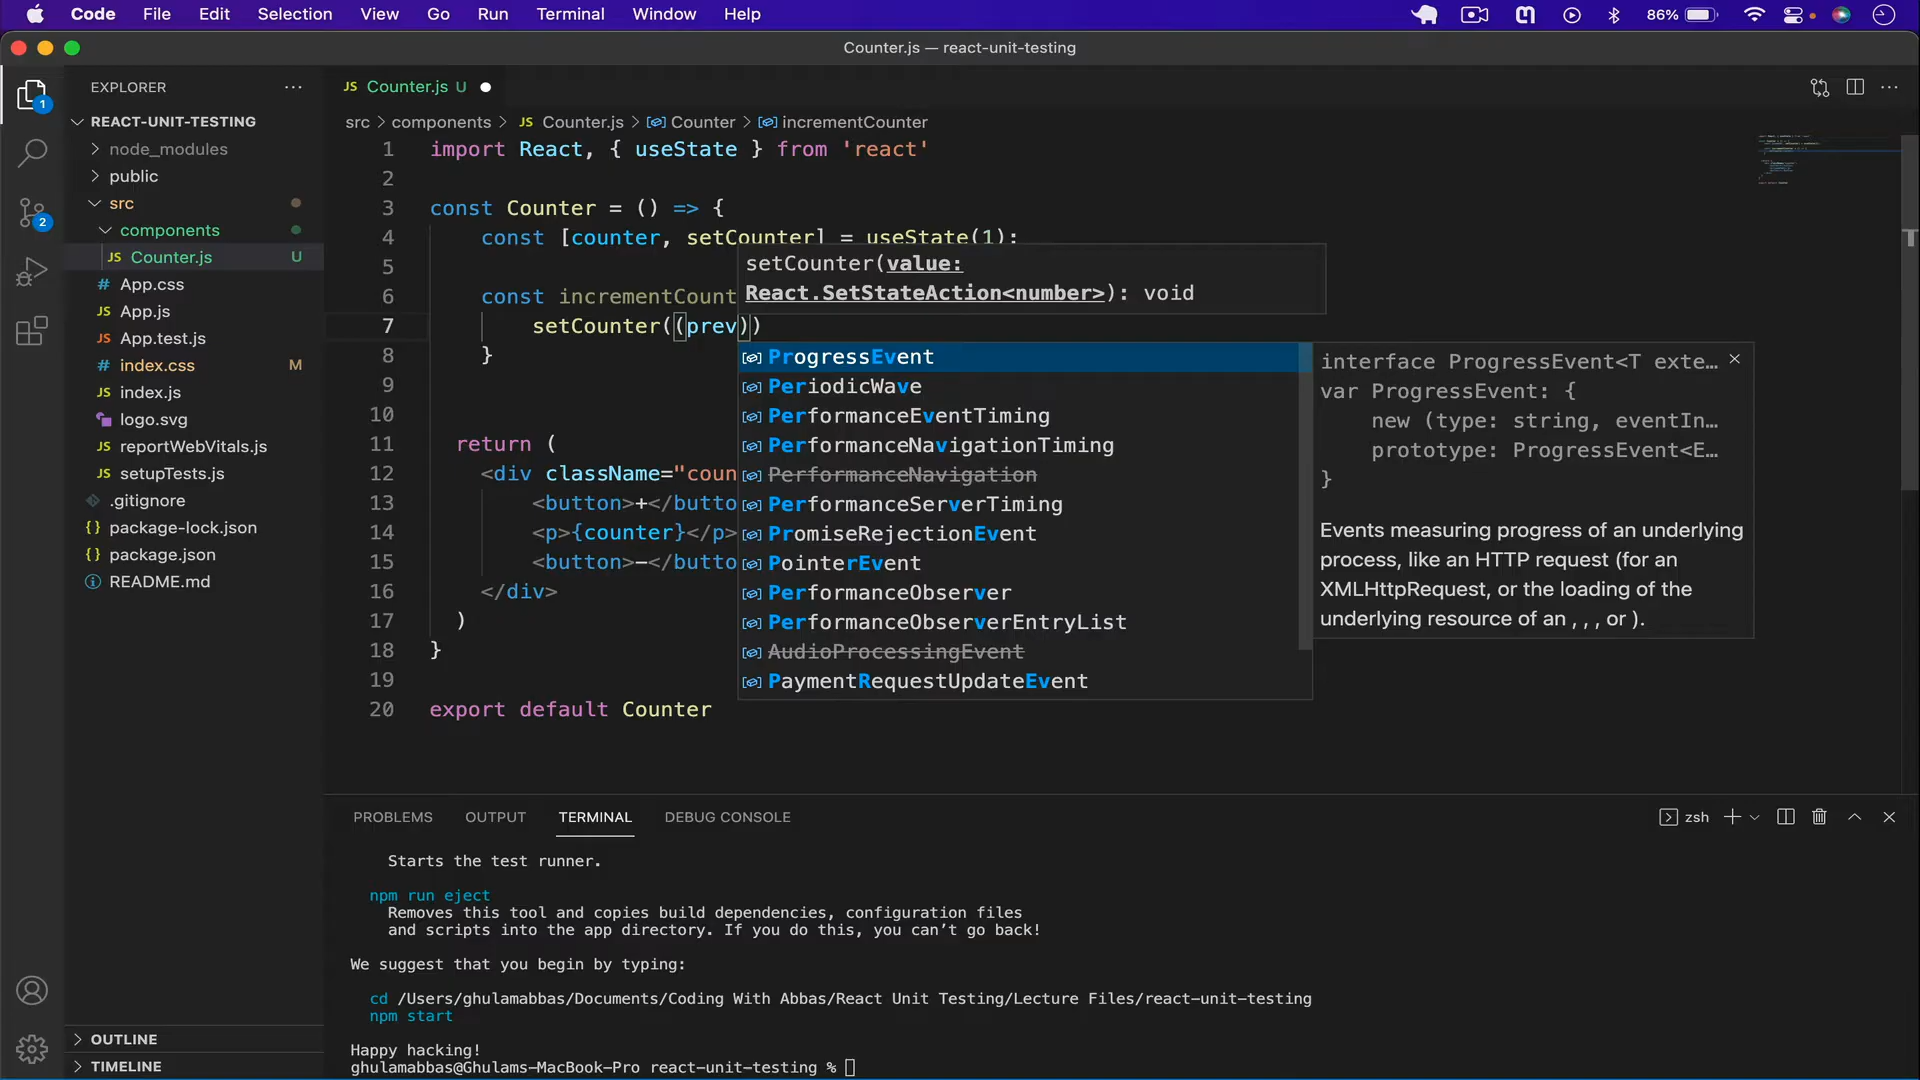 Code File Edit Selection View Go Run Terminal Window Help 86%
Counter.js — react-unit-testing
EXPLORER
JS Counter.js U
REACT-UNIT-TESTING
src > components > JS Counter.js > Counter > incrementCounter
node_modules
public
src
components
JS Counter.js U
# App.css
JS App.js
JS App.test.js
# index.css M
JS index.js
logo.svg
JS reportWebVitals.js
JS setupTests.js
.gitignore
{} package-lock.json
{} package.json
README.md
OUTLINE
TIMELINE
1
2
1 import React, { useState } from 'react'
2
3 const Counter = () => {
4 const [counter, setCounter] = useState(1);
5
6 const incrementCount
7 setCounter((prev))
8 }
9
10
11 return (
12 <div className="coun
13 <button>+</butto
14 <p>{counter}</p>
15 <button>-</butto
16 </div>
17 )
18 }
19
20 export default Counter
setCounter(value:
React.SetStateAction<number>): void
ProgressEvent
PeriodicWave
PerformanceEventTiming
PerformanceNavigationTiming
PerformanceNavigation
PerformanceServerTiming
PromiseRejectionEvent
PointerEvent
PerformanceObserver
PerformanceObserverEntryList
AudioProcessingEvent
PaymentRequestUpdateEvent
interface ProgressEvent<T exte…
var ProgressEvent: {
new (type: string, eventIn…
prototype: ProgressEvent<E…
}
Events measuring progress of an underlying
process, like an HTTP request (for an
XMLHttpRequest, or the loading of the
underlying resource of an , , , or ).
PROBLEMS OUTPUT TERMINAL DEBUG CONSOLE zsh
Starts the test runner.
npm run eject
Removes this tool and copies build dependencies, configuration files
and scripts into the app directory. If you do this, you can’t go back!
We suggest that you begin by typing:
cd /Users/ghulamabbas/Documents/Coding With Abbas/React Unit Testing/Lecture Files/react-unit-testing
npm start
Happy hacking!
ghulamabbas@Ghulams-MacBook-Pro react-unit-testing %